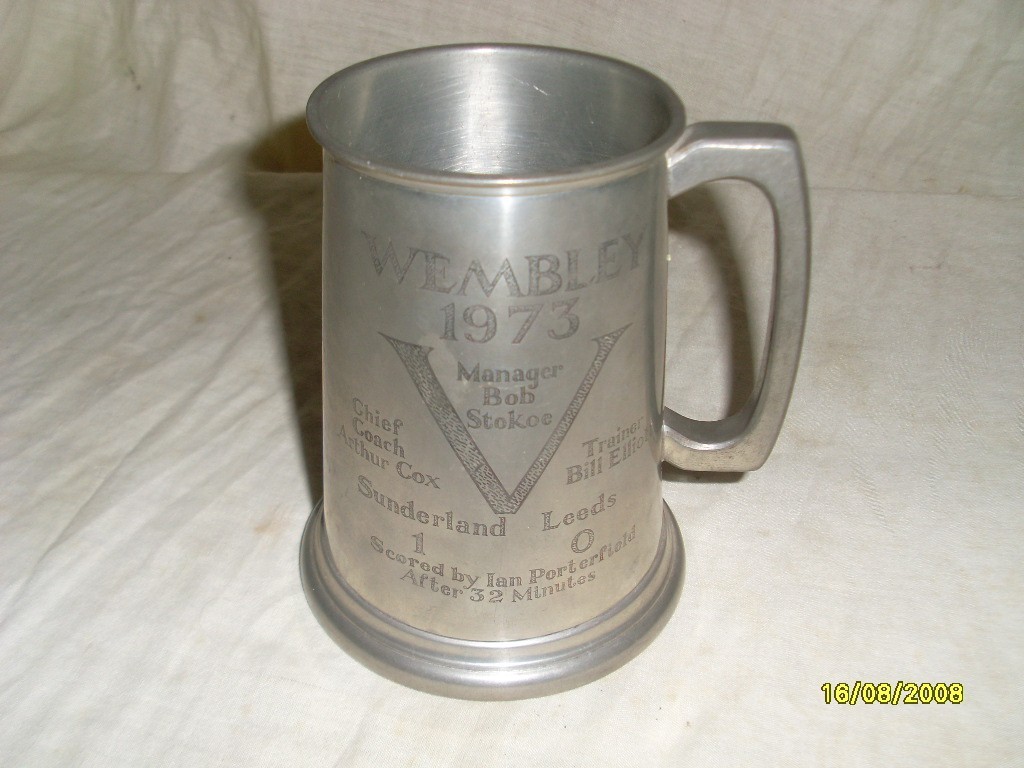 WEMBLEY
1973
V
Manager
Bob
Stokoe
Chief
Coach
Arthur Cox
Trainer
Bill Elliot
Sunderland Leeds
1 0
Scored by Ian Porterfield
After 32 Minutes
16/08/2008